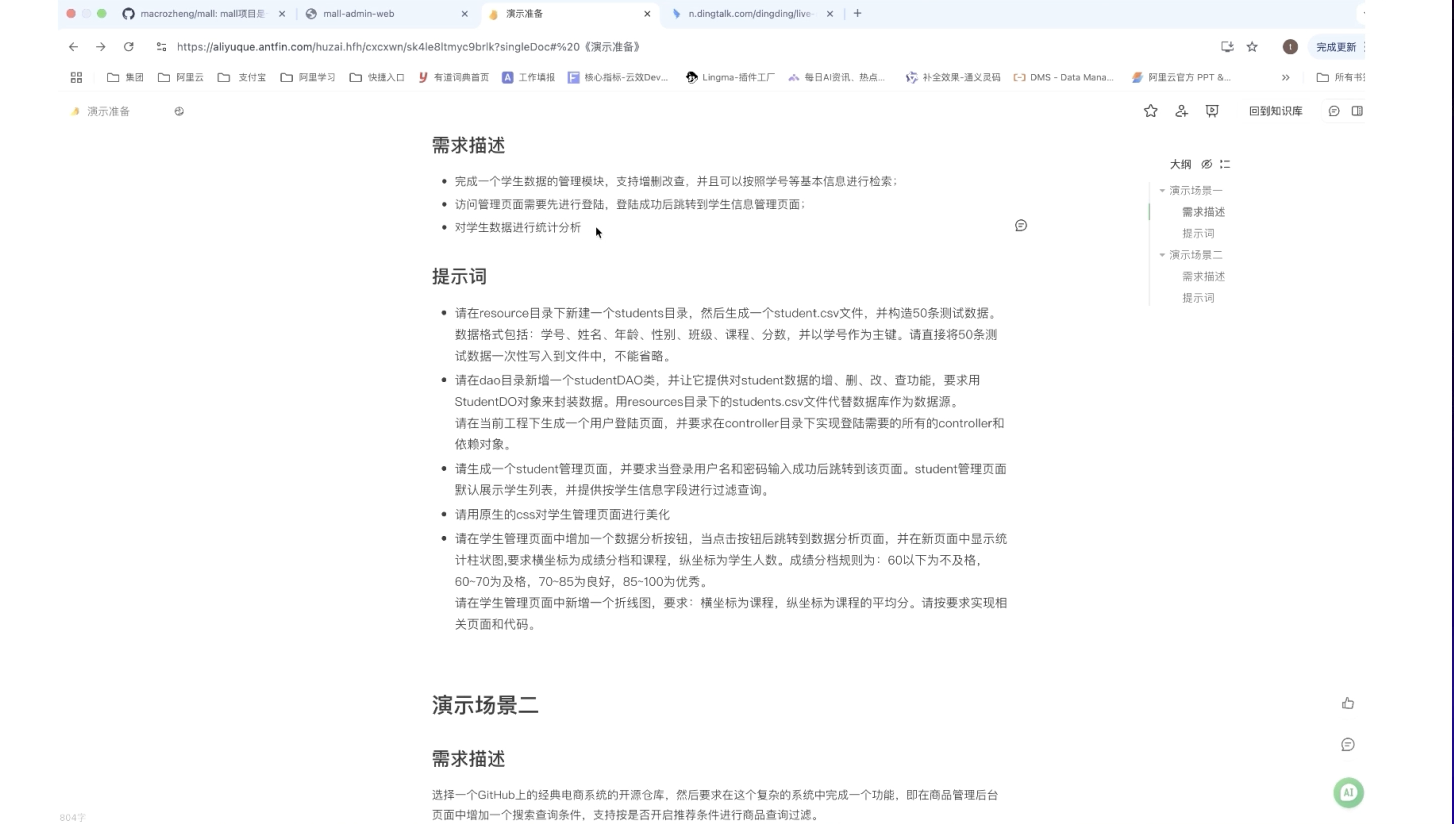 macrozheng/mall: mall项目是
mall-admin-web
演示准备
n.dingtalk.com/dingding/live-
https://aliyuque.antfin.com/huzai.hfh/cxcxwn/sk4le8ltmyc9brlk?singleDoc#%20《演示准备》
完成更新
集团
阿里云
支付宝
阿里学习
快捷入口
有道词典首页
工作填报
核心指标-云效Dev...
Lingma-插件工厂
每日AI资讯、热点...
补全效果-通义灵码
DMS - Data Mana...
阿里云官方 PPT &...
所有书签
演示准备
回到知识库
需求描述
完成一个学生数据的管理模块，支持增删改查，并且可以按照学号等基本信息进行检索；
访问管理页面需要先进行登陆，登陆成功后跳转到学生信息管理页面；
对学生数据进行统计分析
提示词
请在resource目录下新建一个students目录，然后生成一个student.csv文件，并构造50条测试数据。
数据格式包括：学号、姓名、年龄、性别、班级、课程、分数，并以学号作为主键。请直接将50条测
试数据一次性写入到文件中，不能省略。
请在dao目录新增一个studentDAO类，并让它提供对student数据的增、删、改、查功能，要求用
StudentDO对象来封装数据。用resources目录下的students.csv文件代替数据库作为数据源。
请在当前工程下生成一个用户登陆页面，并要求在controller目录下实现登陆需要的所有的controller和
依赖对象。
请生成一个student管理页面，并要求当登录用户名和密码输入成功后跳转到该页面。student管理页面
默认展示学生列表，并提供按学生信息字段进行过滤查询。
请用原生的css对学生管理页面进行美化
请在学生管理页面中增加一个数据分析按钮，当点击按钮后跳转到数据分析页面，并在新页面中显示统
计柱状图,要求横坐标为成绩分档和课程，纵坐标为学生人数。成绩分档规则为：60以下为不及格，
60~70为及格，70~85为良好，85~100为优秀。
请在学生管理页面中新增一个折线图，要求：横坐标为课程，纵坐标为课程的平均分。请按要求实现相
关页面和代码。
演示场景二
需求描述
选择一个GitHub上的经典电商系统的开源仓库，然后要求在这个复杂的系统中完成一个功能，即在商品管理后台
页面中增加一个搜索查询条件，支持按是否开启推荐条件进行商品查询过滤。
大纲
演示场景一
需求描述
提示词
演示场景二
需求描述
提示词
AI
804字